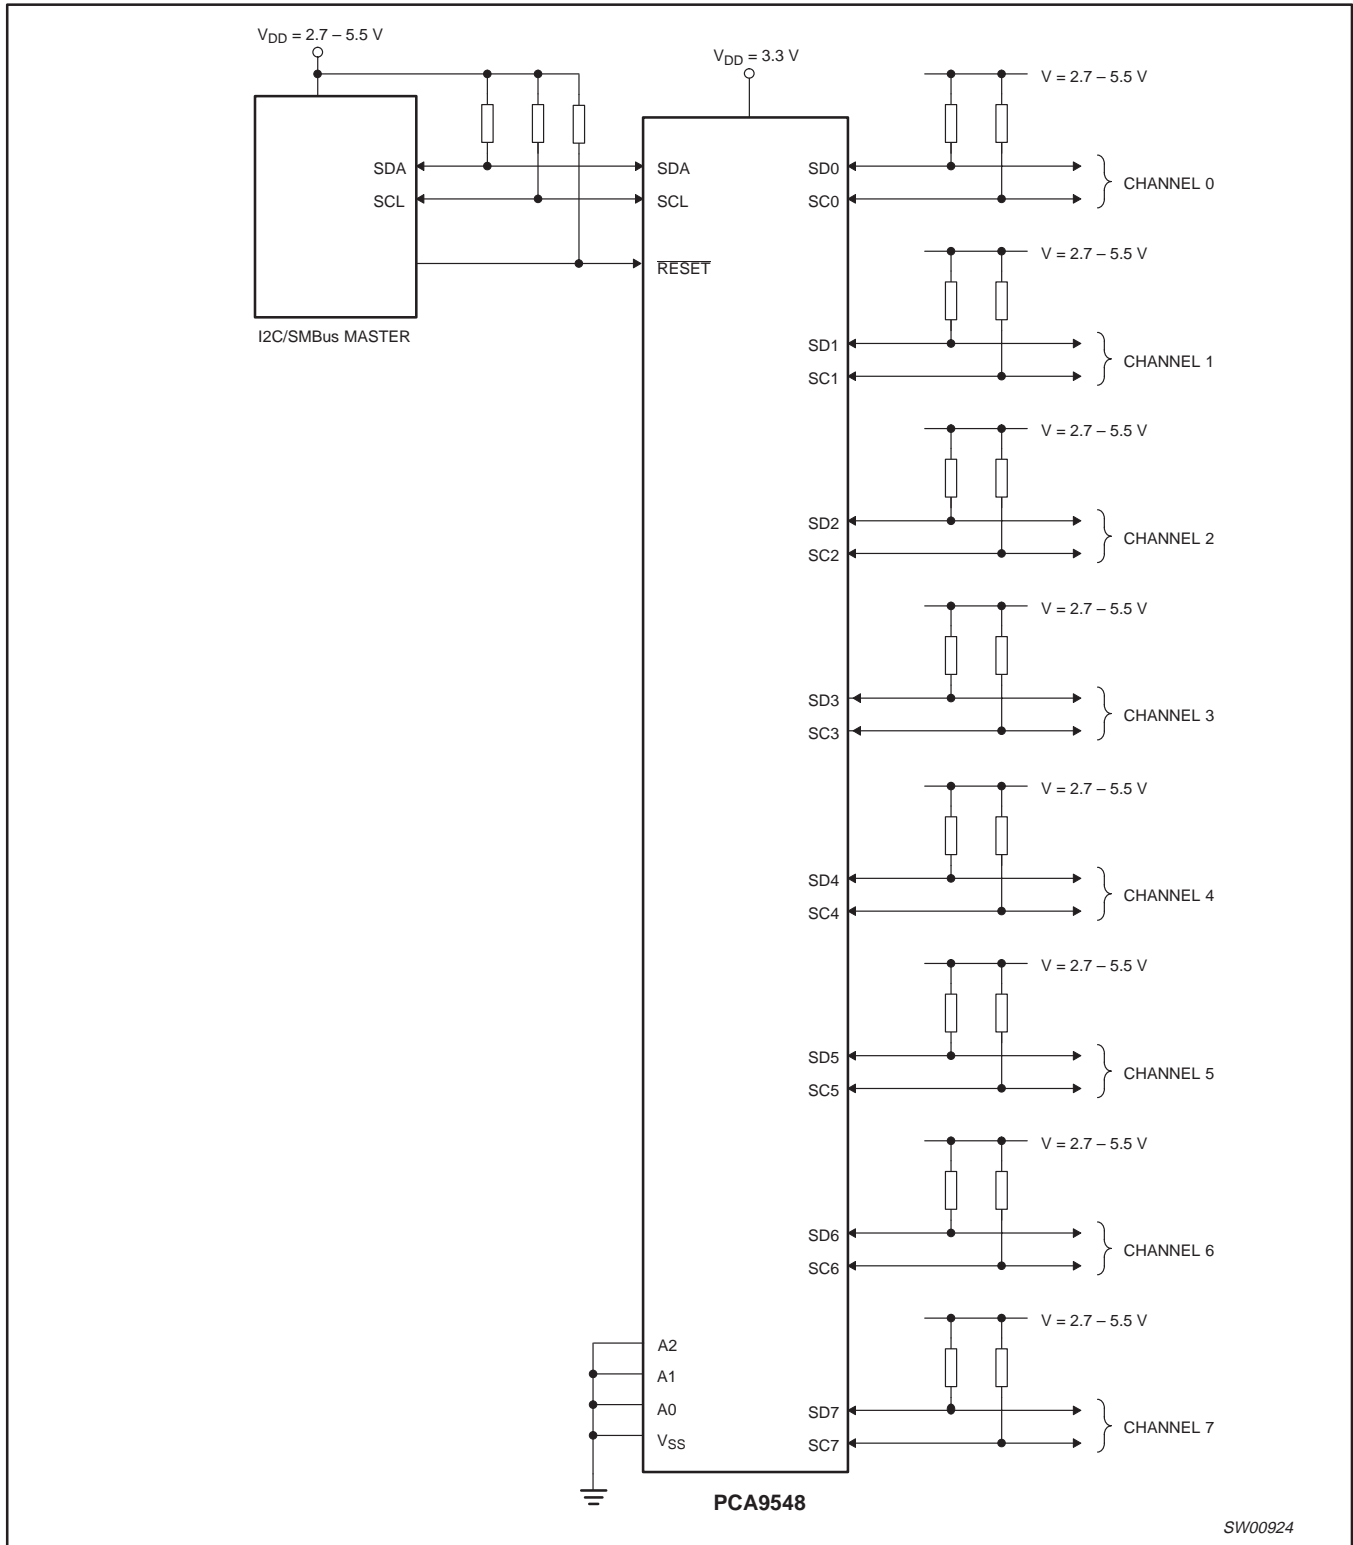 VDD = 2.7 – 5.5 V
VDD = 3.3 V
V = 2.7 – 5.5 V
SDA
SDA
SD0
CHANNEL 0
SCL
SCL
SC0
RESET
V = 2.7 – 5.5 V
I2C/SMBus MASTER
SD1
CHANNEL 1
SC1
V = 2.7 – 5.5 V
SD2
CHANNEL 2
SC2
V = 2.7 – 5.5 V
SD3
CHANNEL 3
SC3
V = 2.7 – 5.5 V
SD4
CHANNEL 4
SC4
V = 2.7 – 5.5 V
SD5
CHANNEL 5
SC5
V = 2.7 – 5.5 V
SD6
CHANNEL 6
SC6
V = 2.7 – 5.5 V
A2
A1
A0
SD7
CHANNEL 7
VSS
SC7
PCA9548
SW00924